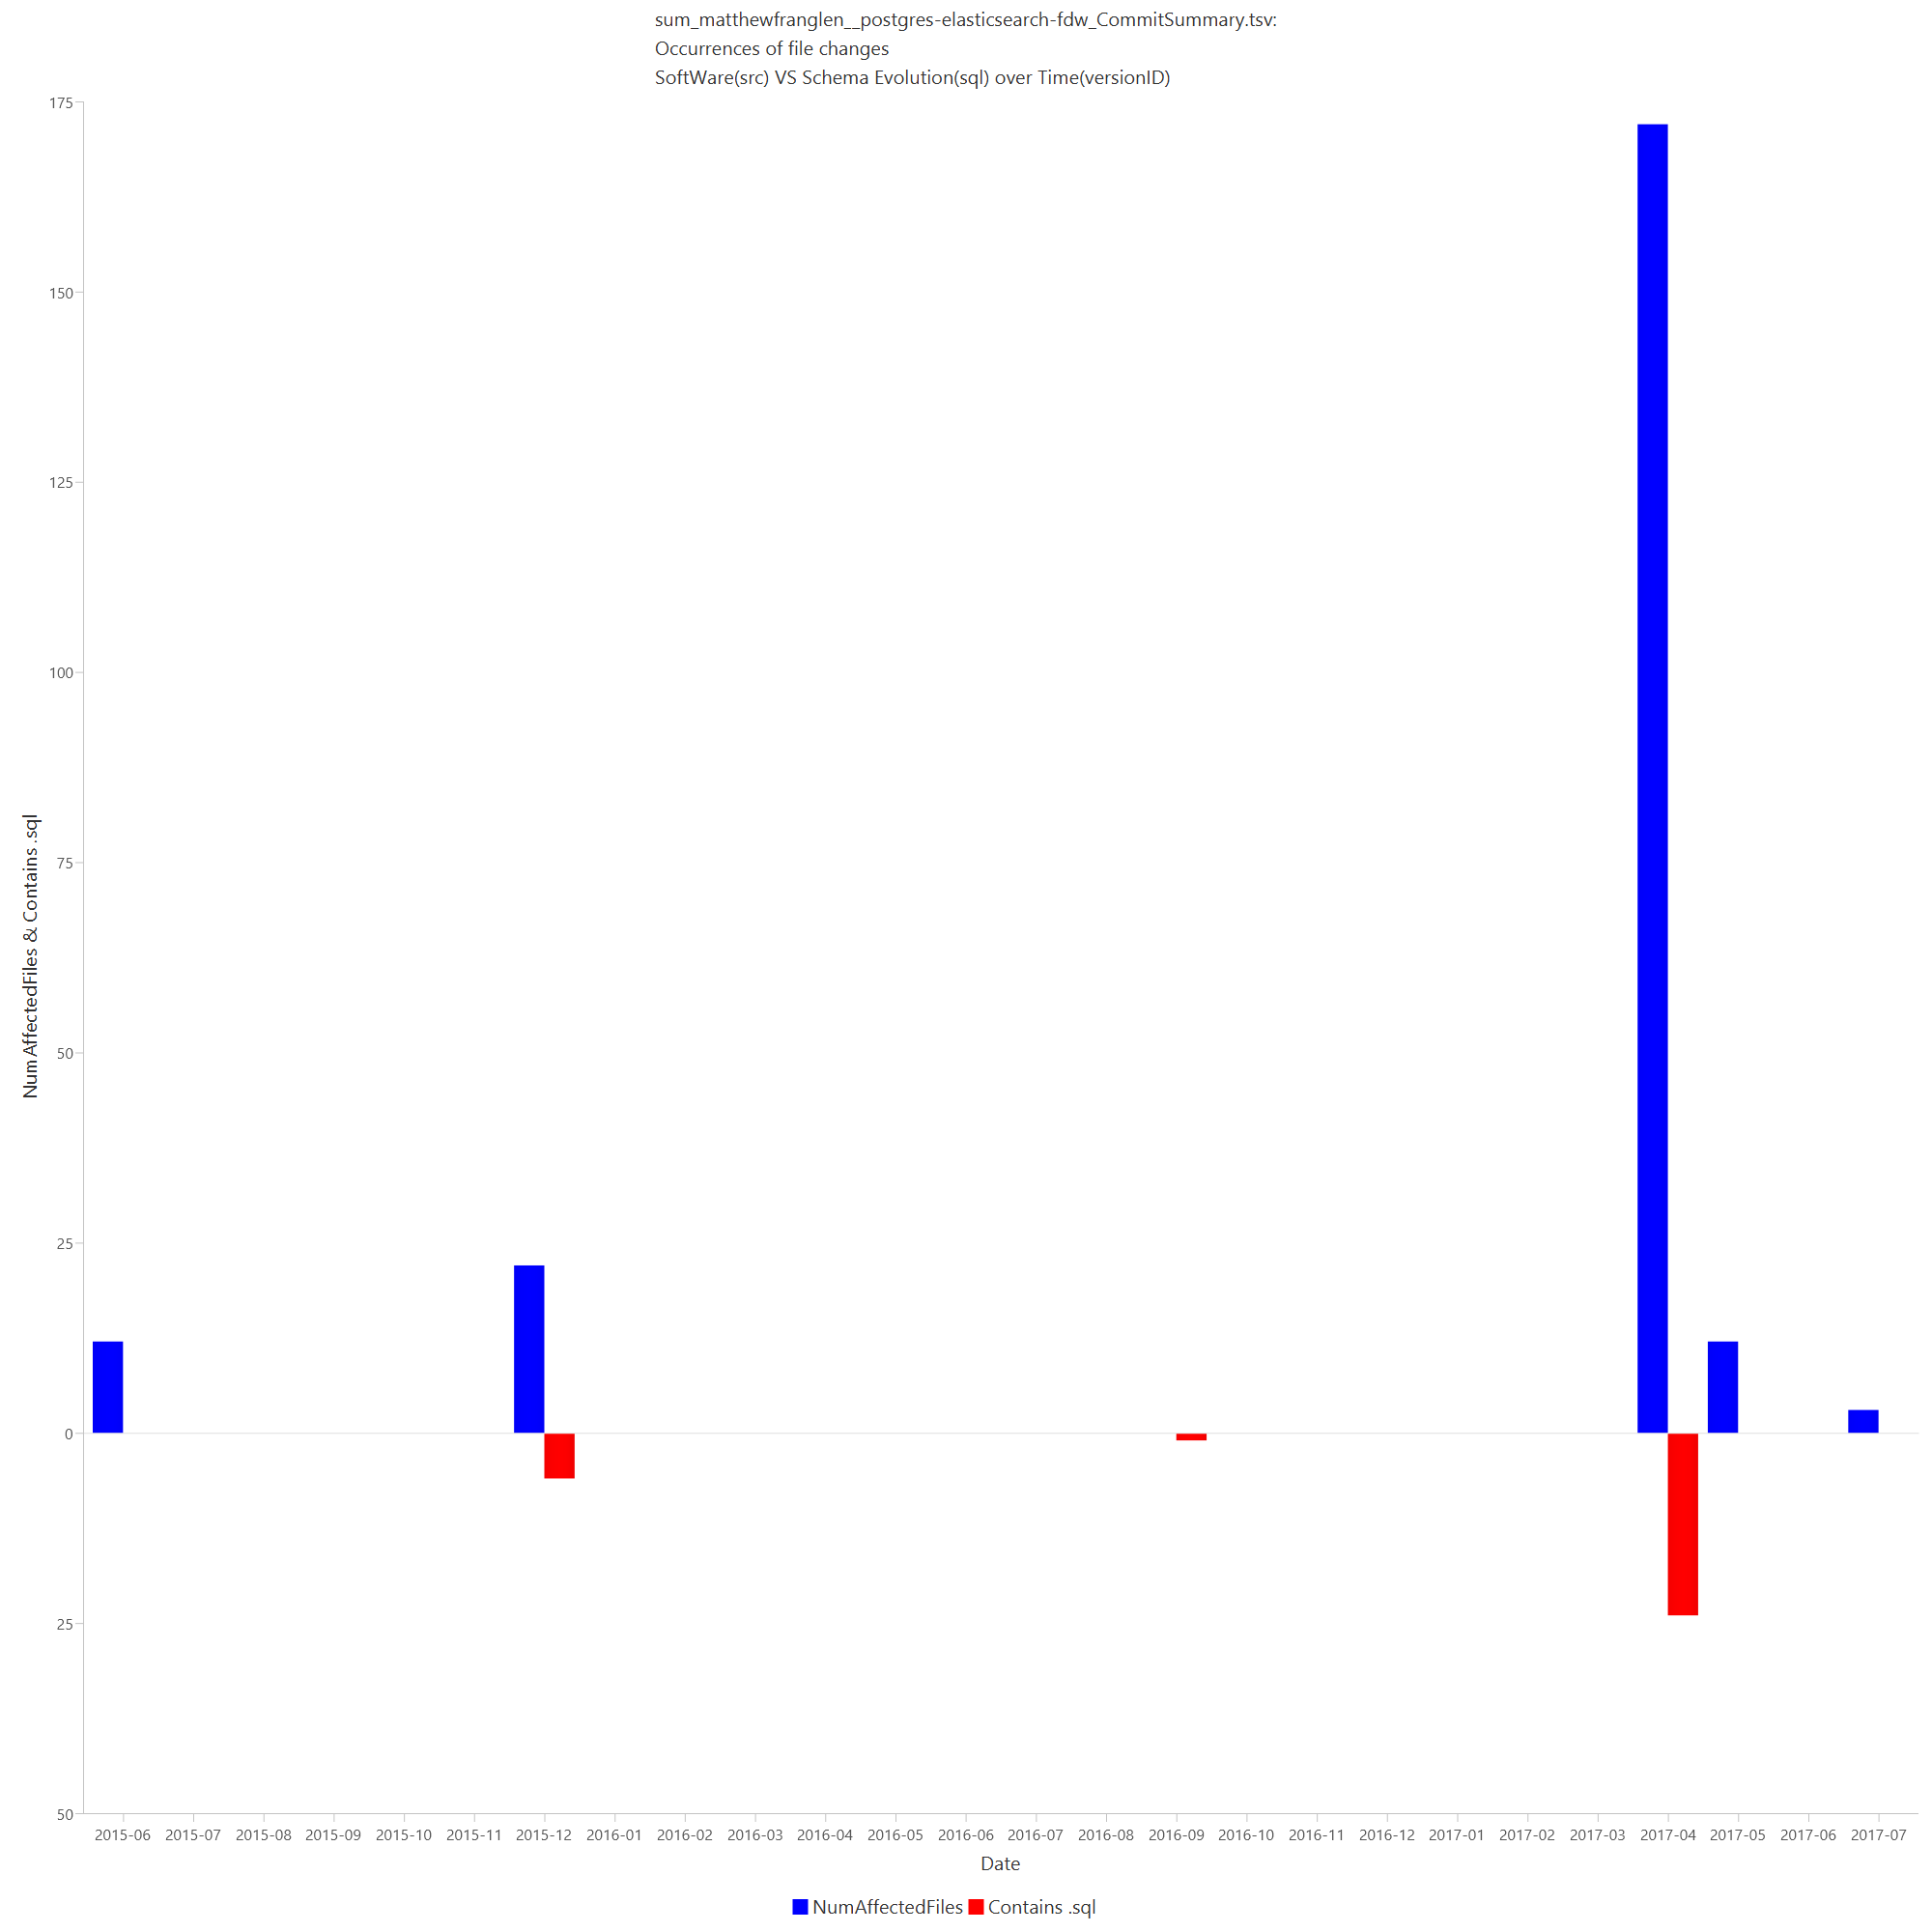 sum_matthewfranglen__postgres-elasticsearch-fdw_CommitSummary.tsv:
Occurrences of file changes
SoftWare(src) VS Schema Evolution(sql) over Time(versionID)
175
150
125
100
75
50
25
0
25
50
NumAffectedFiles & Contains .sql
2015-06 2015-07 2015-08 2015-09 2015-10 2015-11 2015-12 2016-01 2016-02 2016-03 2016-04 2016-05 2016-06 2016-07 2016-08 2016-09 2016-10 2016-11 2016-12 2017-01 2017-02 2017-03 2017-04 2017-05 2017-06 2017-07
Date
NumAffectedFiles Contains .sql